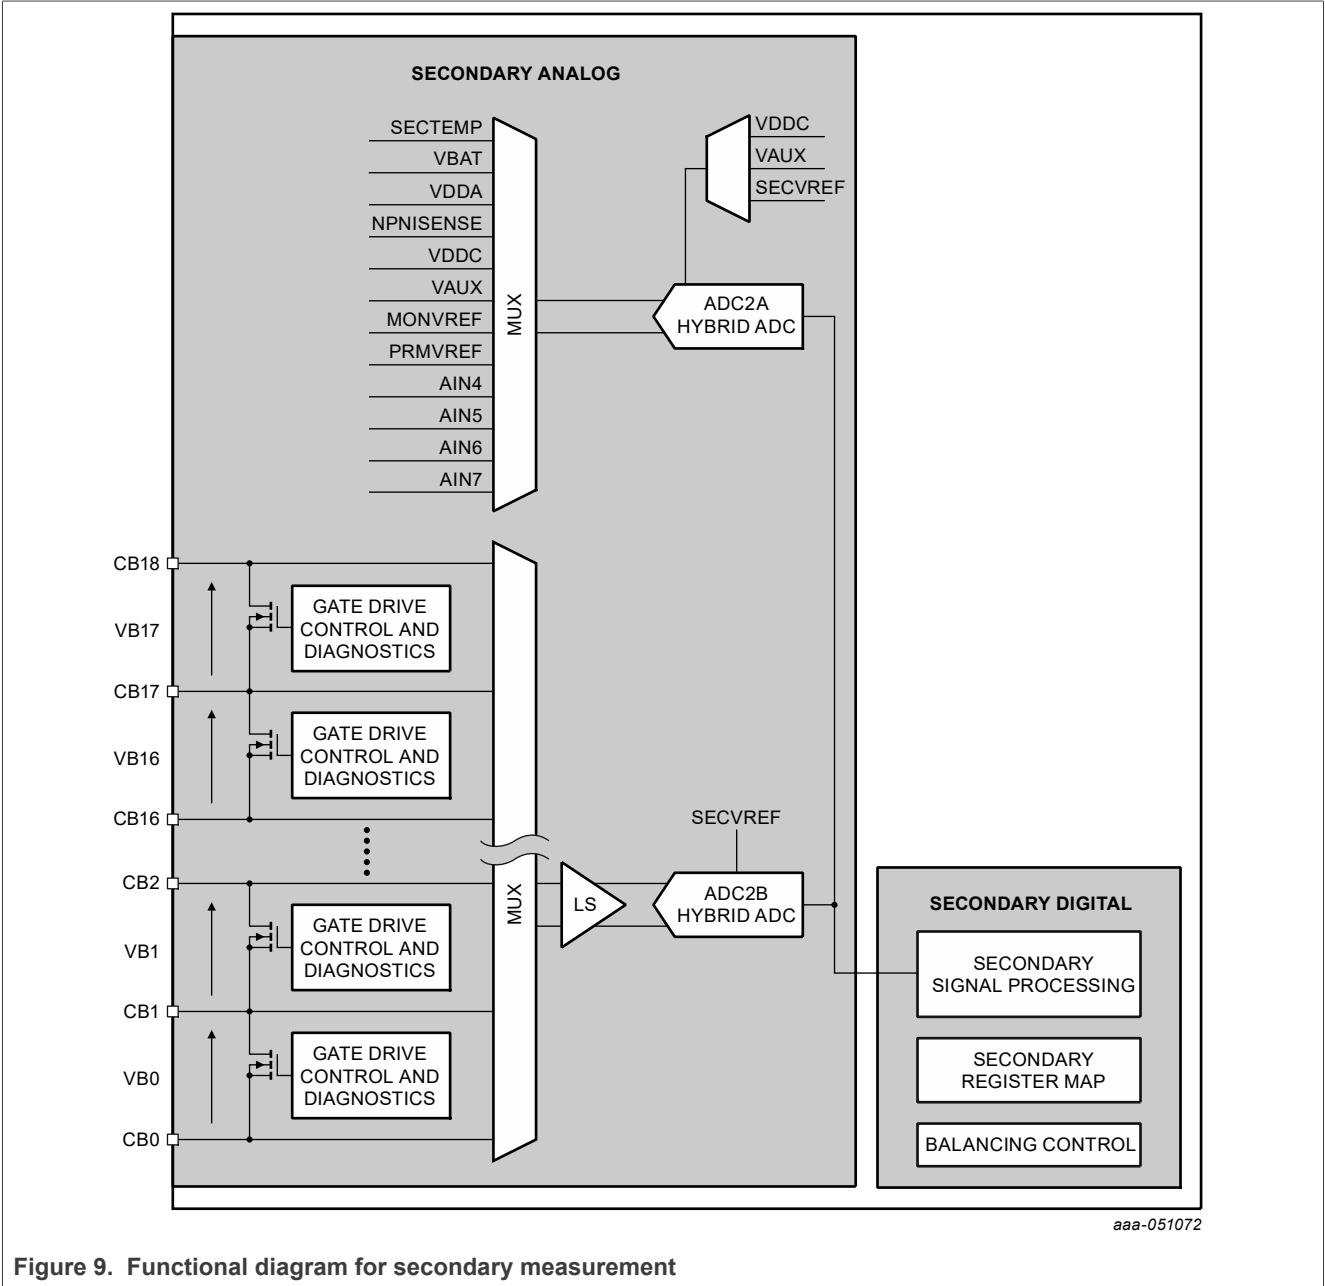 SECONDARY ANALOG
SECTEMP
VBAT
VDDA
NPNISENSE
VDDC
VAUX
MONVREF
PRMVREF
AIN4
AIN5
AIN6
AIN7
MUX
VDDC
VAUX
SECVREF
ADC2A
HYBRID ADC
CB18
VB17
CB17
VB16
CB16
CB2
VB1
CB1
VB0
CB0
GATE DRIVE
CONTROL AND
DIAGNOSTICS
GATE DRIVE
CONTROL AND
DIAGNOSTICS
GATE DRIVE
CONTROL AND
DIAGNOSTICS
GATE DRIVE
CONTROL AND
DIAGNOSTICS
MUX
LS
SECVREF
ADC2B
HYBRID ADC
SECONDARY DIGITAL
SECONDARY
SIGNAL PROCESSING
SECONDARY
REGISTER MAP
BALANCING CONTROL
aaa-051072
Figure 9. Functional diagram for secondary measurement